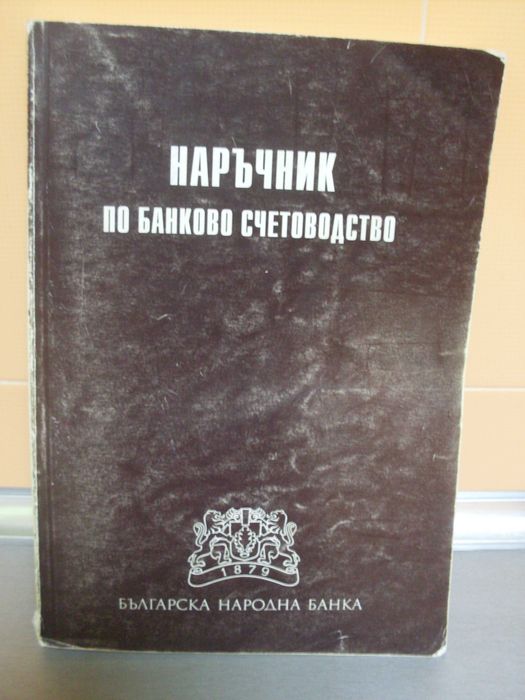 НАРЪЧНИК
ПО БАНКОВО СЧЕТОВОДСТВО
1879
БЪЛГАРСКА НАРОДНА БАНКА